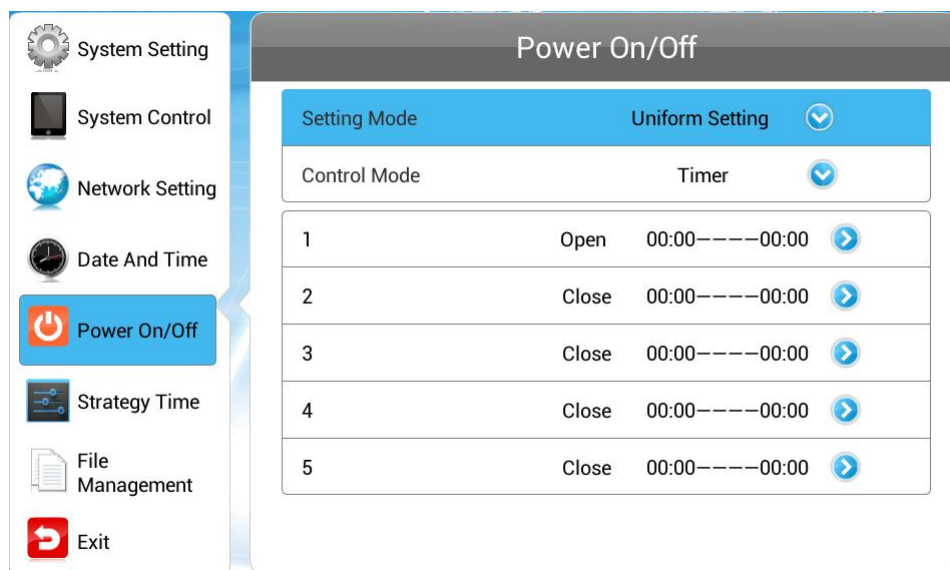 System Setting
System Control
Network Setting
Date And Time
Power On/Off
Strategy Time
File
Management
Exit
Power On/Off
Setting Mode Uniform Setting
Control Mode Timer
1 Open 00:00----00:00
2 Close 00:00----00:00
3 Close 00:00----00:00
4 Close 00:00----00:00
5 Close 00:00----00:00